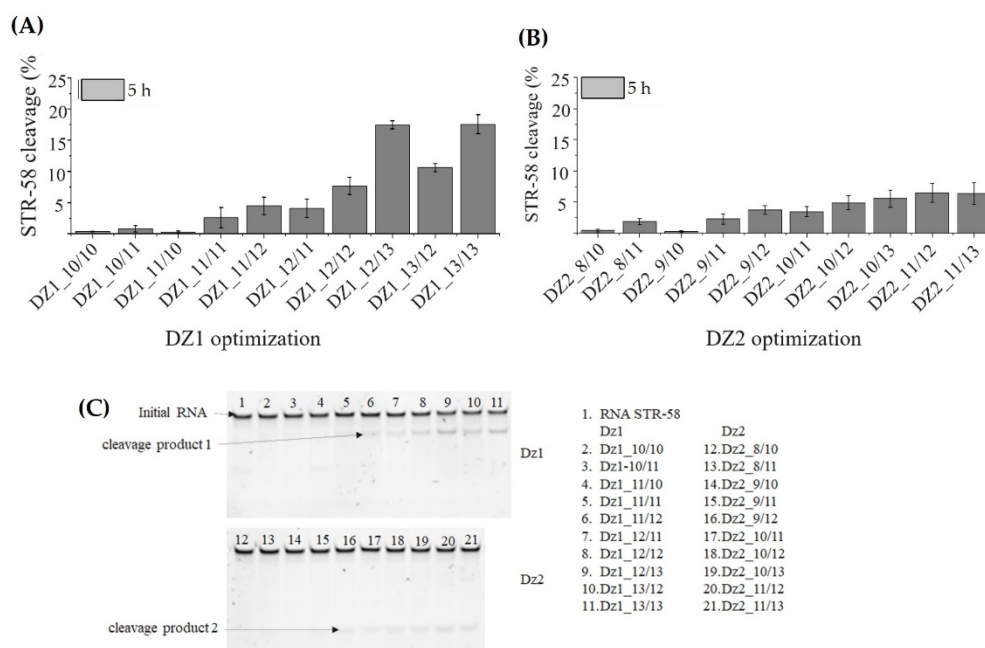 (A)
STR-58 cleavage (%
25
20
15
10
5
5 h
DZ1_10/10
DZ1_10/11
DZ1_11/10
DZ1_11/11
DZ1_11/12
DZ1_12/11
DZ1_12/12
DZ1_12/13
DZ1_13/12
DZ1_13/13
DZ1 optimization
(B)
STR-58 cleavage (%
25
20
15
10
5
5 h
DZ2_8/10
DZ2_8/11
DZ2_9/10
DZ2_9/11
DZ2_9/12
DZ2_10/11
DZ2_10/12
DZ2_10/13
DZ2_11/12
DZ2_11/13
DZ2 optimization
(C)
Initial RNA
cleavage product 1
1 2 3 4 5 6 7 8 9 10 11
Dz1
12 13 14 15 16 17 18 19 20 21
Dz2
cleavage product 2
1. RNA STR-58
Dz1 Dz2
2. Dz1_10/10 12.Dz2_8/10
3. Dz1-10/11 13.Dz2_8/11
4. Dz1_11/10 14.Dz2_9/10
5. Dz1_11/11 15.Dz2_9/11
6. Dz1_11/12 16.Dz2_9/12
7. Dz1_12/11 17.Dz2_10/11
8. Dz1_12/12 18.Dz2_10/12
9. Dz1_12/13 19.Dz2_10/13
10.Dz1_13/12 20.Dz2_11/12
11.Dz1_13/13 21.Dz2_11/13